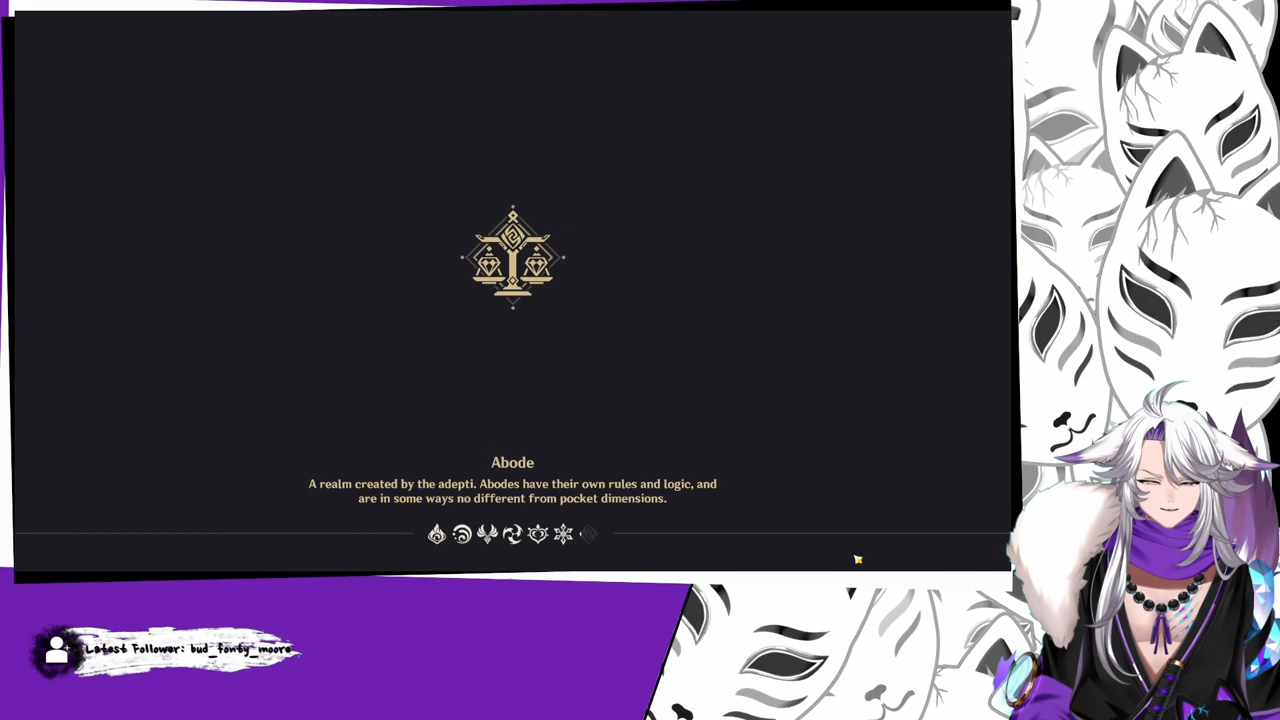 Abode
A realm created by the adepti. Abodes have their own rules and logic, and
are in some ways no different from pocket dimensions.
Latest Follower: bud_fonty_moore